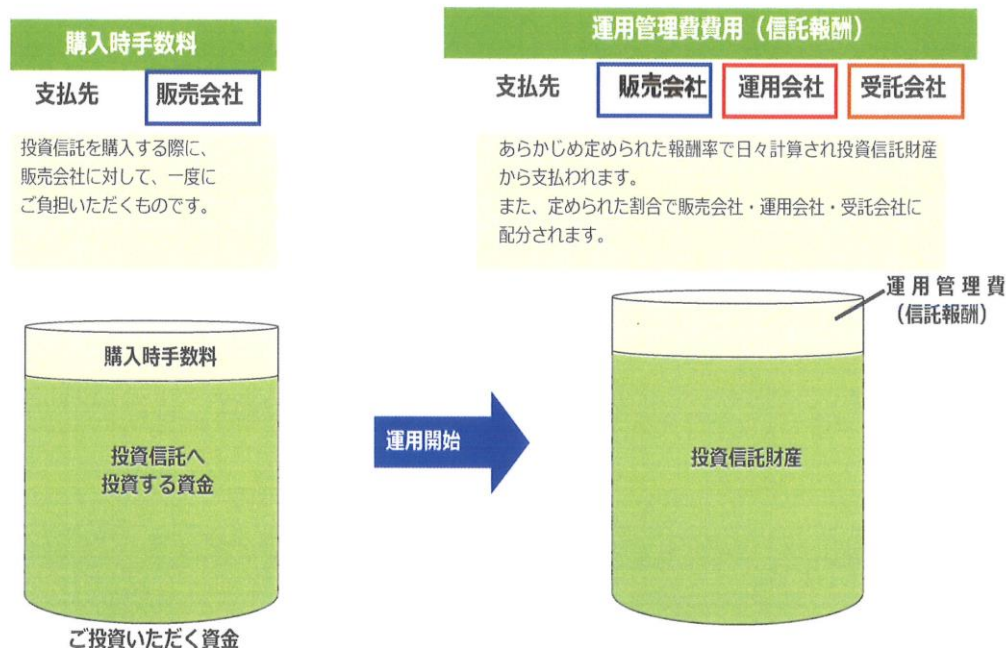 購入時手数料
支払先 販売会社
投資信託を購入する際に、
販売会社に対して、一度に
ご負担いただくものです。
運用管理費費用（信託報酬）
支払先 販売会社 運用会社 受託会社
あらかじめ定められた報酬率で日々計算され投資信託財産
から支払われます。
また、定められた割合で販売会社・運用会社・受託会社に
配分されます。
購入時手数料
投資信託へ
投資する資金
ご投資いただく資金
運用開始
運用管理費
（信託報酬）
投資信託財産